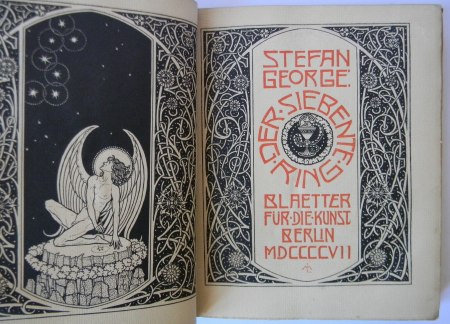 STEFAN
GEORGE:
DER·SIEBENTE·
RING·
BLAETTER
FÜR·DIE·KUNST
BERLIN
MDCCCCVII